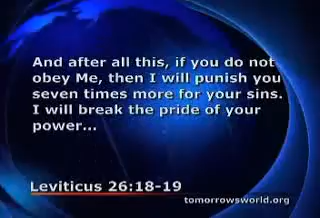 And after all this, if you do not
obey Me, then I will punish you
seven times more for your sins.
I will break the pride of your
power...
Leviticus 26:18-19
tomorrowsworld.org